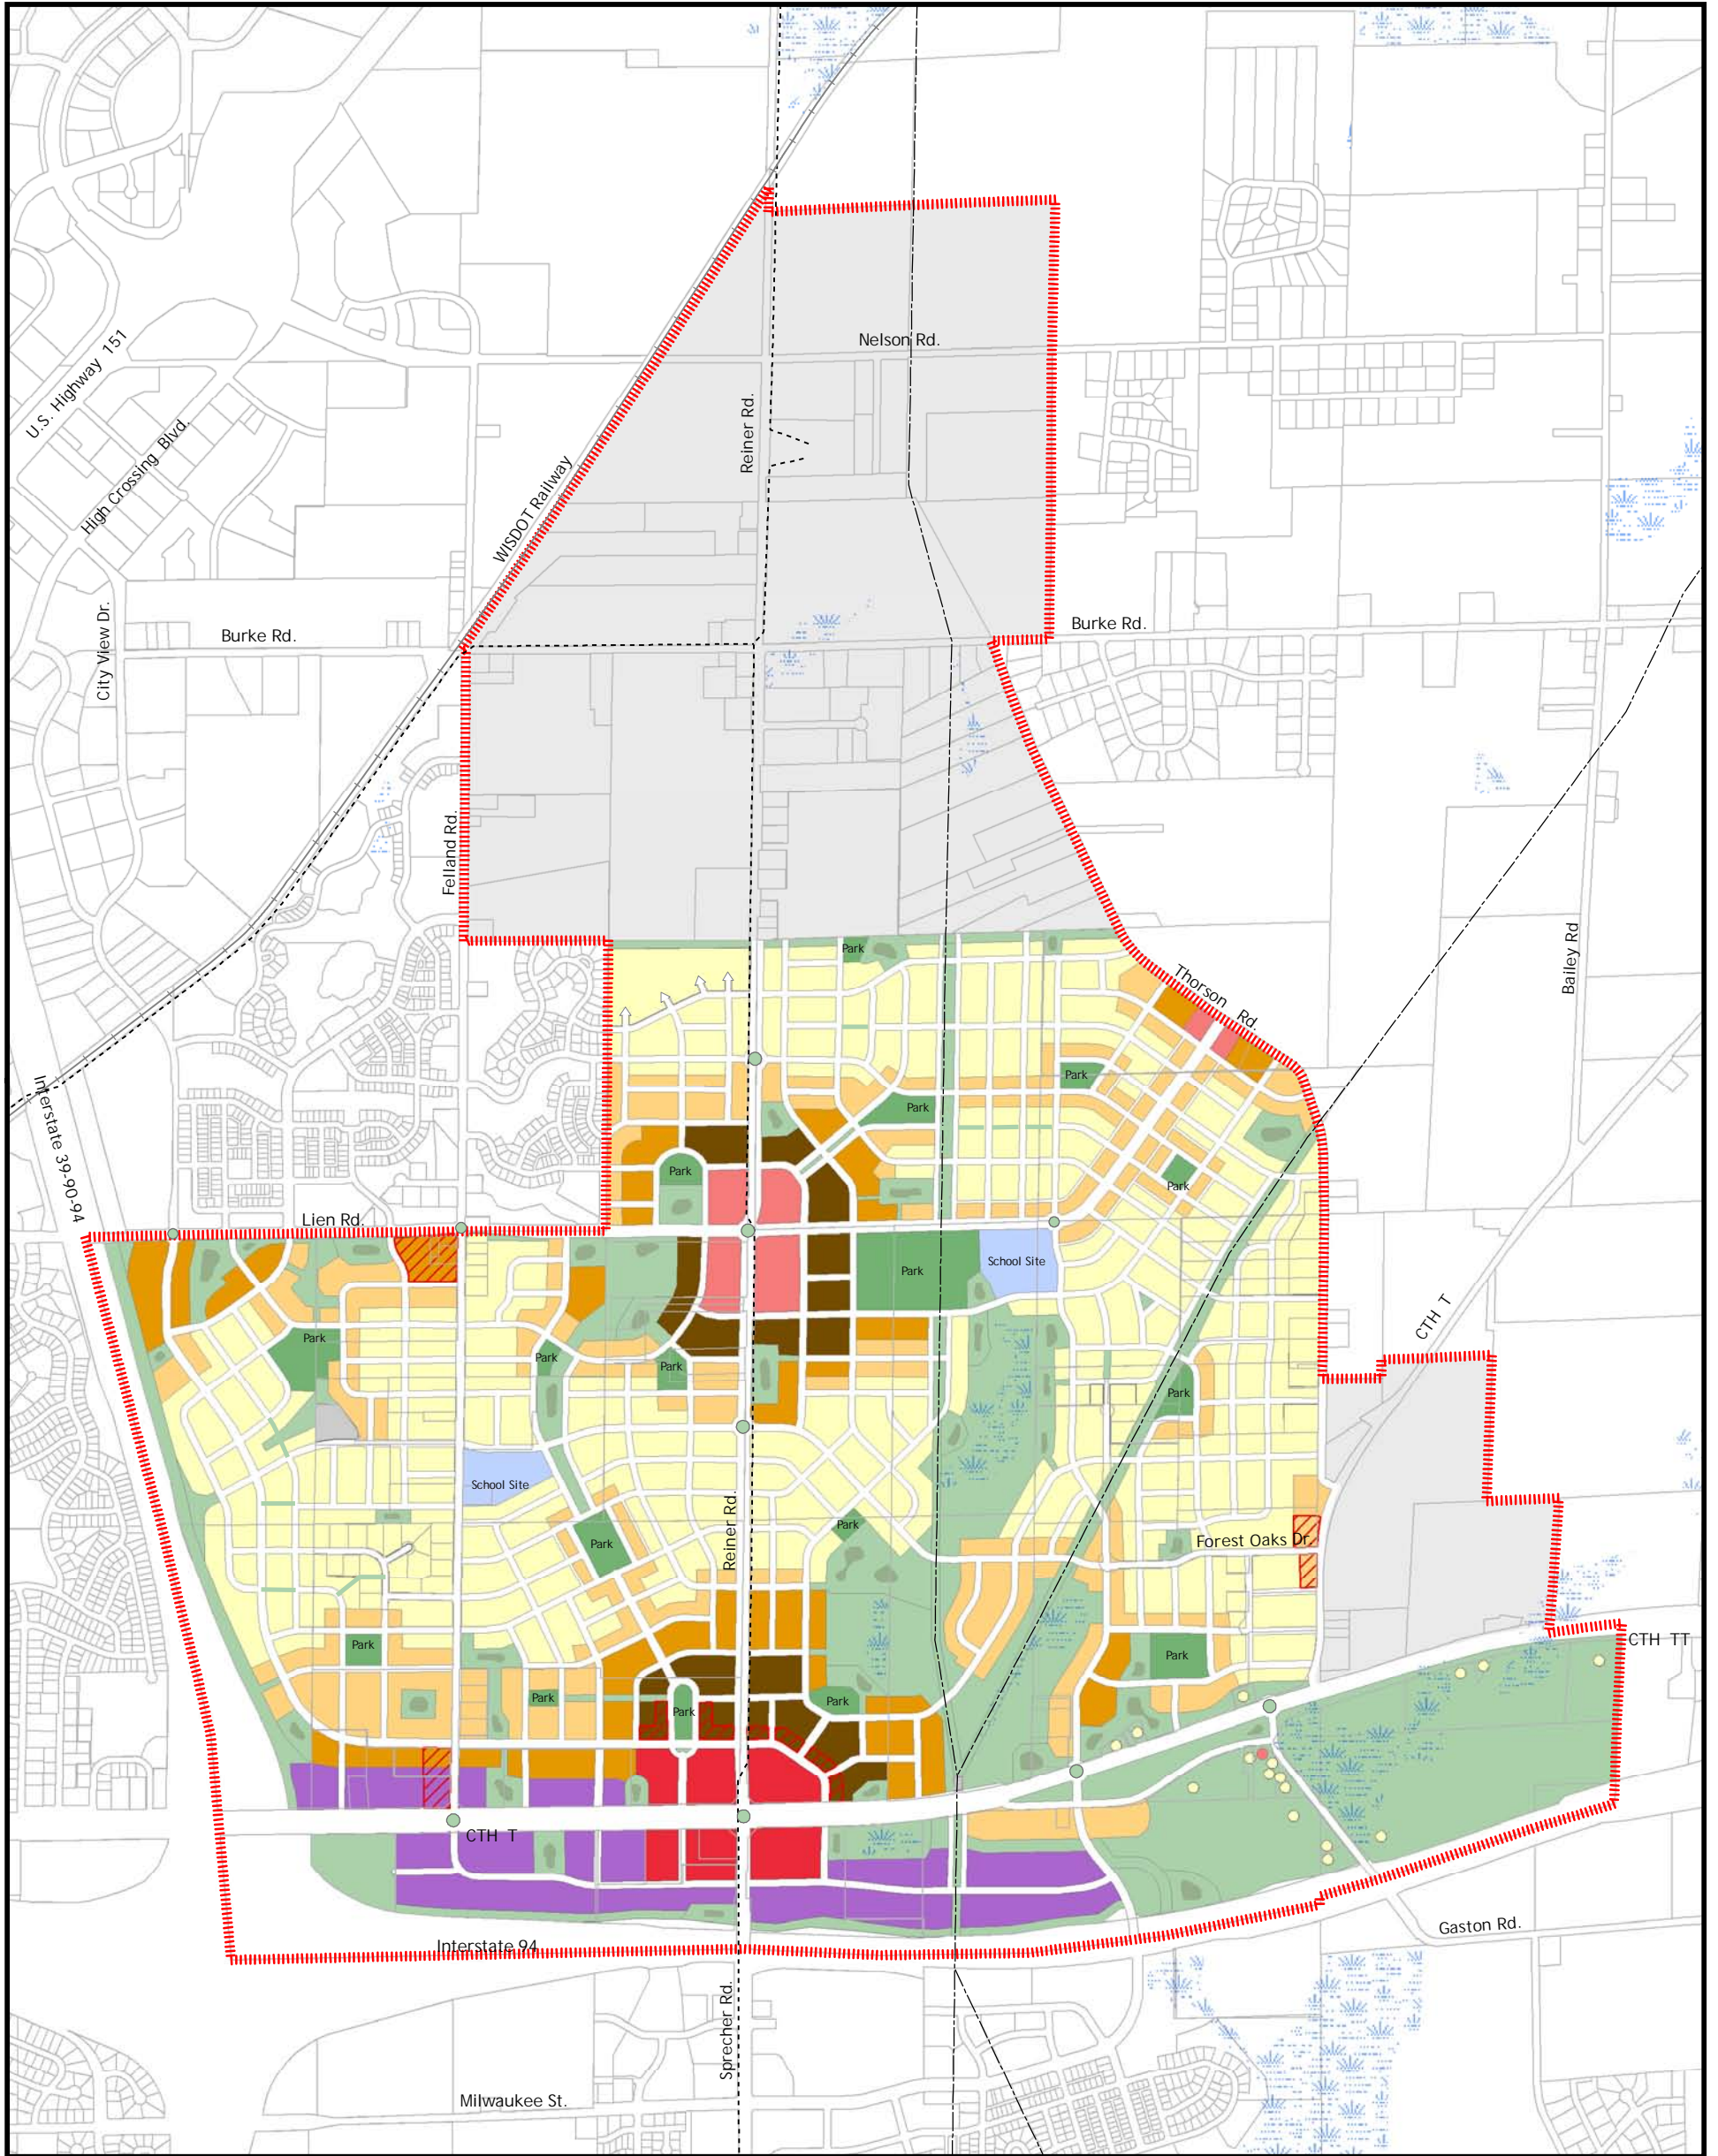 Nelson Rd.
U.S. Highway 151
Reiner Rd.
High Crossing Blvd.
WISDOT Railway
Burke Rd.
Burke Rd.
City View Dr.
Felland Rd.
Bailey Rd
Park
Thorson Rd.
Park
Interstate 39-90-94
Park
Park
Park
Lien Rd.
School Site
Park
CTH T
Park
Park
Park
Park
School Site
Reiner Rd.
Park
Park
Forest Oaks Dr.
Park
Park
CTH TT
Park
Park
Park
CTH T
Gaston Rd.
Interstate 94
Sprecher Rd.
Milwaukee St.